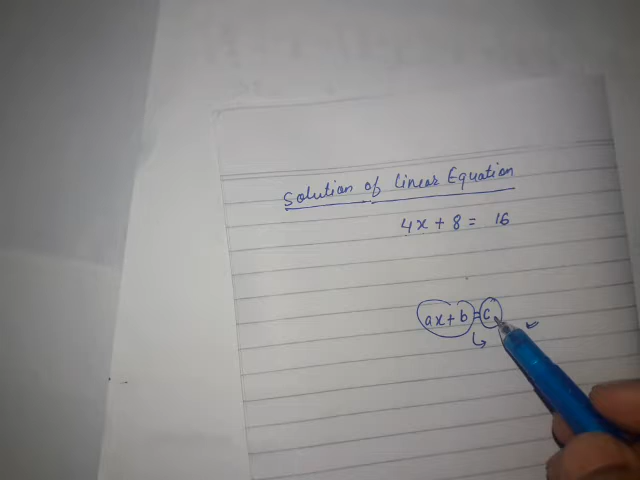 Solution of Linear Equation
4x + 8 = 16
ax + b = c